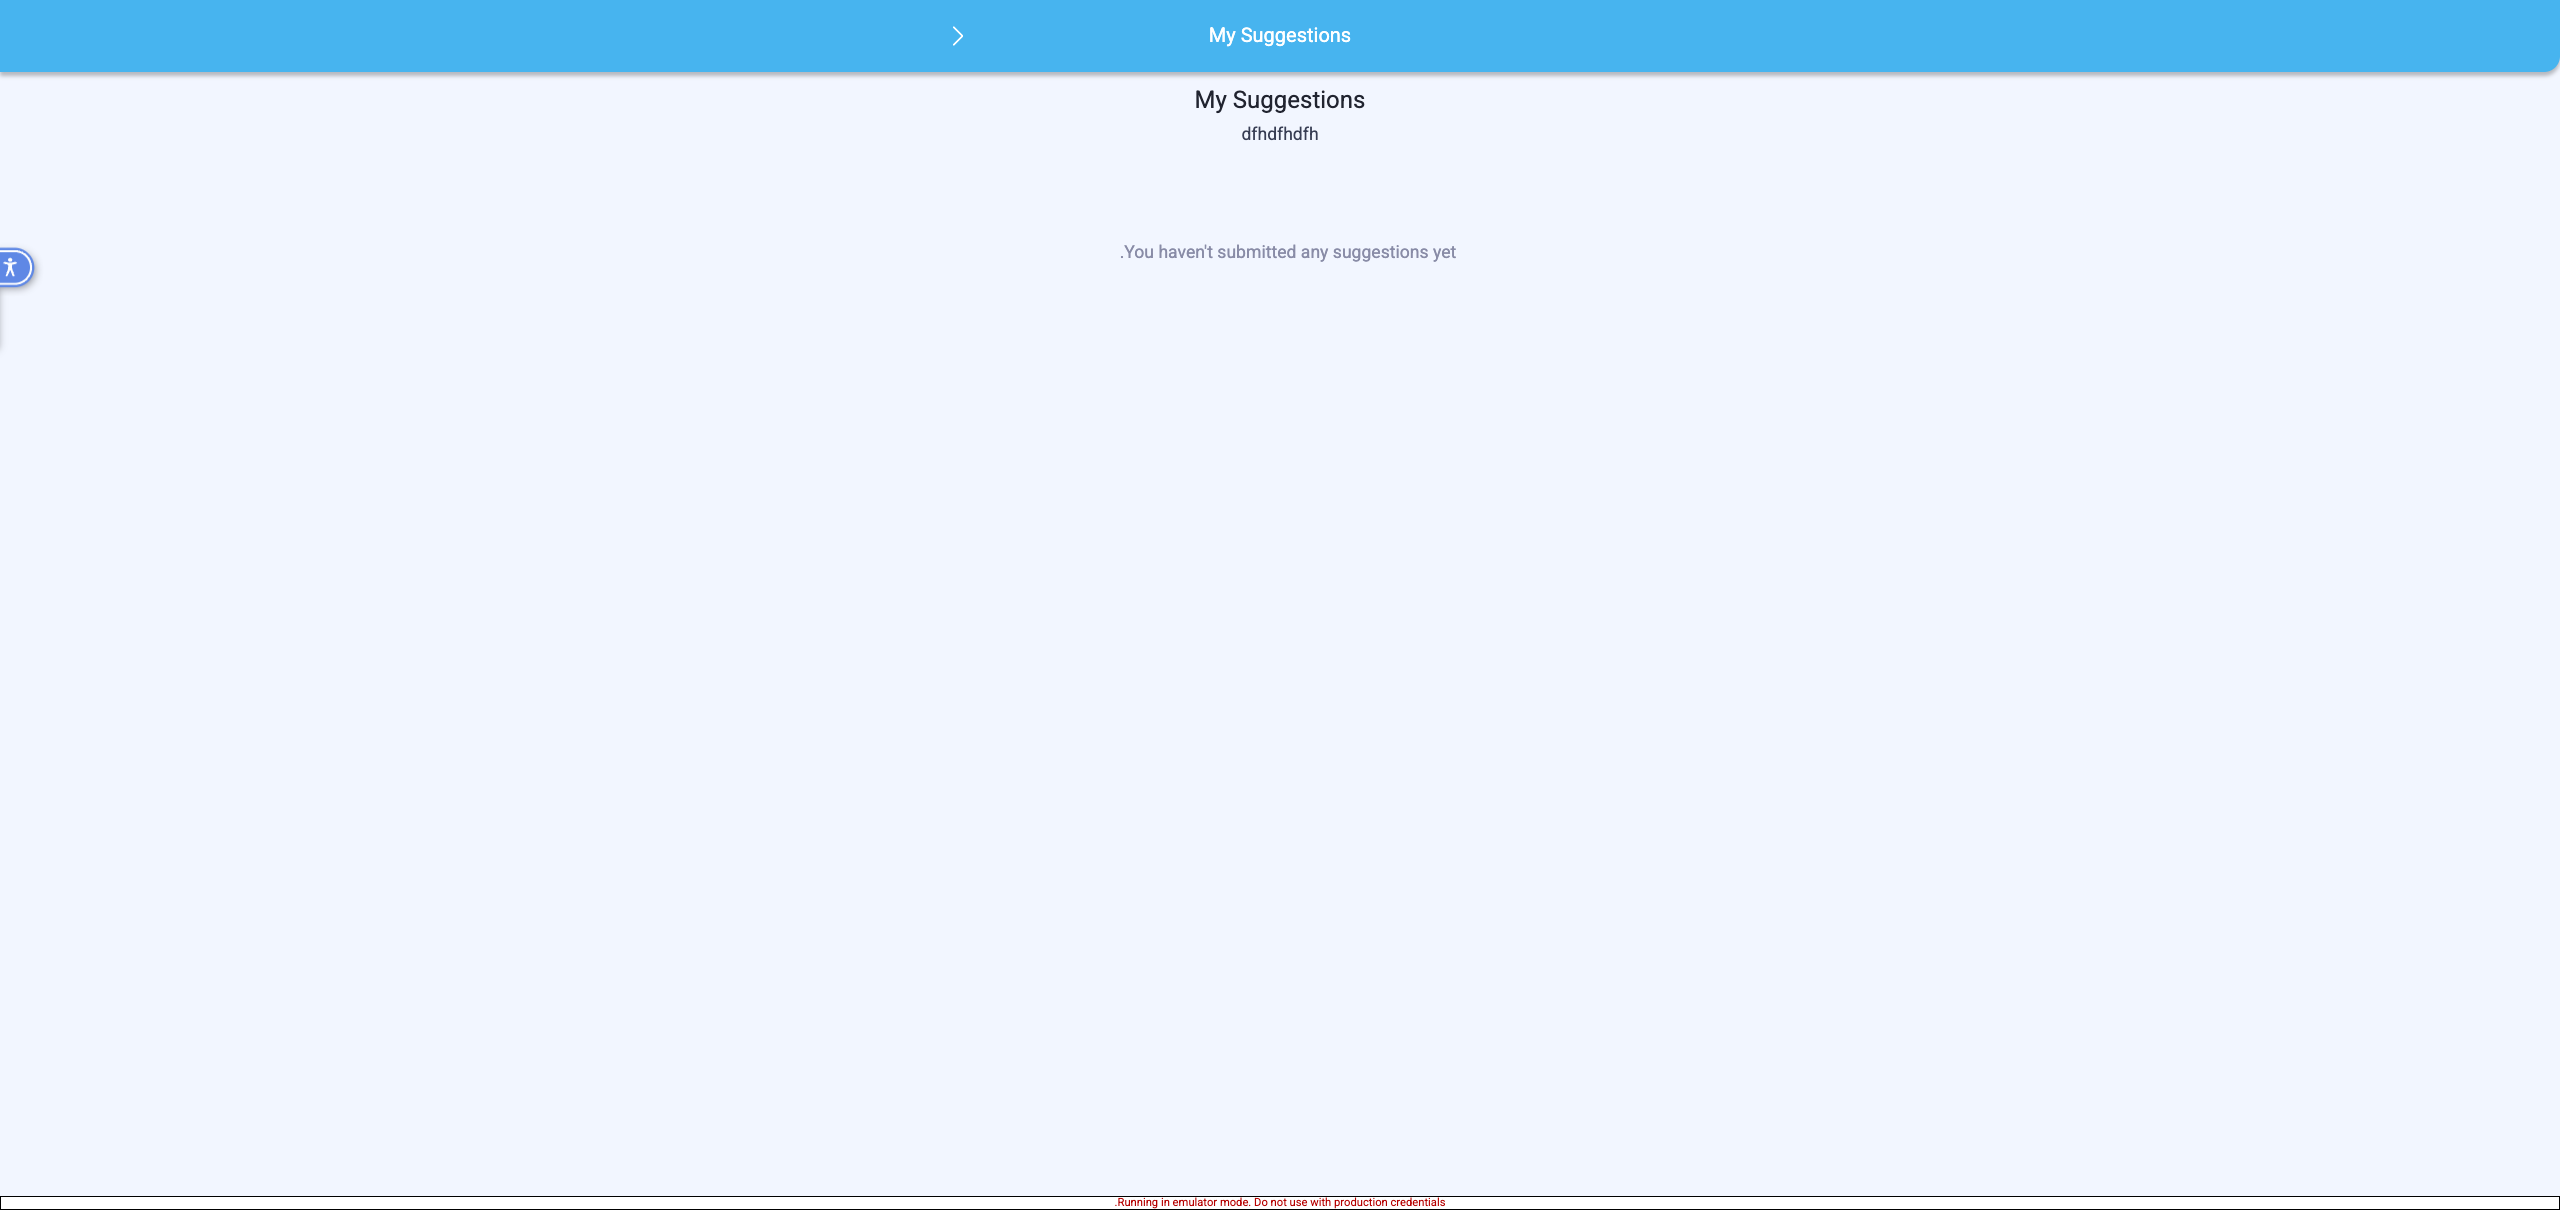 My Suggestions
My Suggestions
dfhdfhdfh
.You haven't submitted any suggestions yet
.Running in emulator mode. Do not use with production credentials